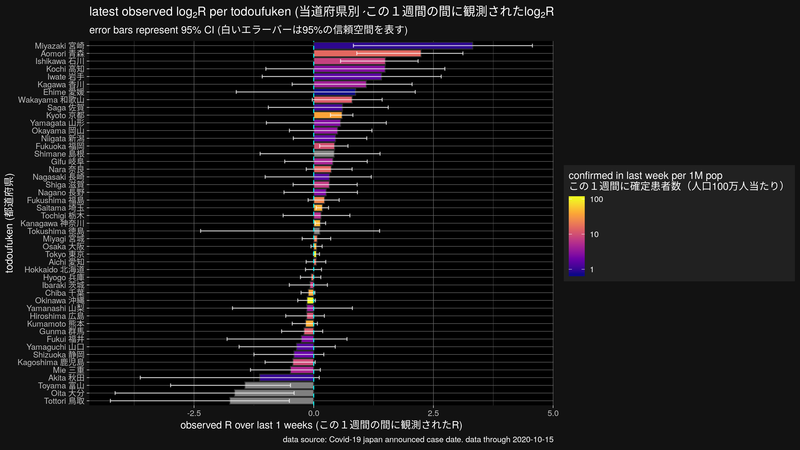 latest observed log₂R per todoufuken (当道府県別·この１週間の間に観測されたlog₂R
error bars represent 95% CI (白いエラーバーは95%の信頼空間を表す)
todoufuken (都道府県)
Miyazaki 宮崎
Aomori 青森
Ishikawa 石川
Kochi 高知
Iwate 岩手
Kagawa 香川
Ehime 愛媛
Wakayama 和歌山
Saga 佐賀
Kyoto 京都
Yamagata 山形
Okayama 岡山
Niigata 新潟
Fukuoka 福岡
Shimane 島根
Gifu 岐阜
Nara 奈良
Nagasaki 長崎
Shiga 滋賀
Nagano 長野
Fukushima 福島
Saitama 埼玉
Tochigi 栃木
Kanagawa 神奈川
Tokushima 徳島
Miyagi 宮城
Osaka 大阪
Tokyo 東京
Aichi 愛知
Hokkaido 北海道
Hyogo 兵庫
Ibaraki 茨城
Chiba 千葉
Okinawa 沖縄
Yamanashi 山梨
Hiroshima 広島
Kumamoto 熊本
Gunma 群馬
Fukui 福井
Yamaguchi 山口
Shizuoka 静岡
Kagoshima 鹿児島
Mie 三重
Akita 秋田
Toyama 富山
Oita 大分
Tottori 鳥取
-2.5 0.0 2.5 5.0
observed R over last 1 weeks (この１週間の間に観測されたR)
confirmed in last week per 1M pop
この１週間に確定患者数（人口100万人当たり）
100
10
1
data source: Covid-19 japan announced case date. data through 2020-10-15